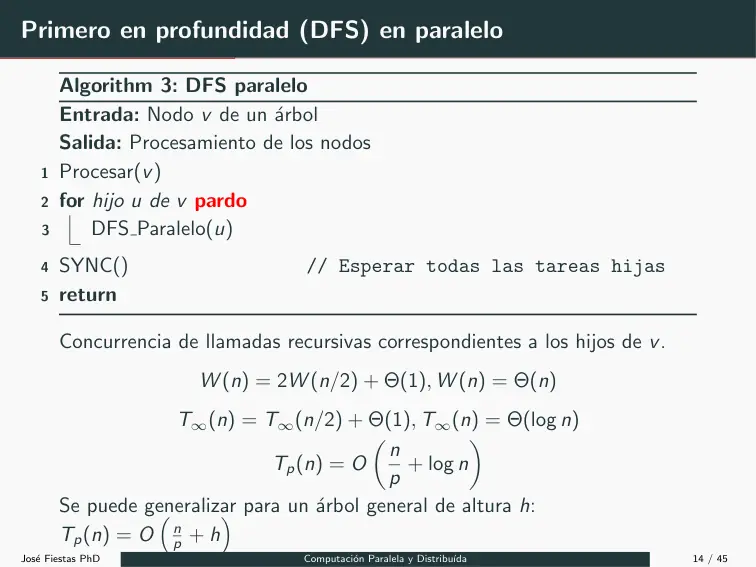 Primero en profundidad (DFS) en paralelo
Algorithm 3: DFS paralelo
Entrada: Nodo v de un árbol
Salida: Procesamiento de los nodos
1 Procesar(v)
2 for hijo u de v pardo
3 DFS_Paralelo(u)
4 SYNC() // Esperar todas las tareas hijas
5 return
Concurrencia de llamadas recursivas correspondientes a los hijos de v.
W(n) = 2W(n/2) + Θ(1), W(n) = Θ(n)
T∞(n) = T∞(n/2) + Θ(1), T∞(n) = Θ(log n)
Tp(n) = O(n/p + log n)
Se puede generalizar para un árbol general de altura h:
Tp(n) = O(n/p + h)
José Fiestas PhD Computación Paralela y Distribuída 14 / 45